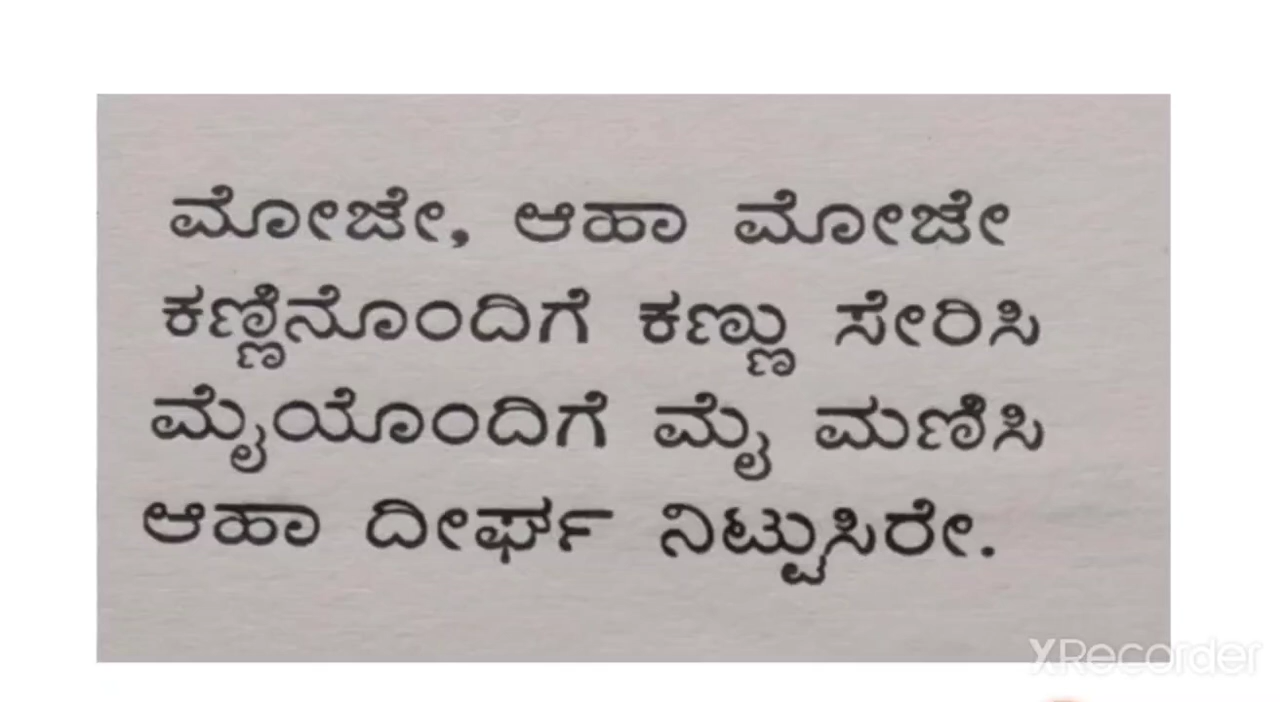 ಮೋಜೇ, ಆಹಾ ಮೋಜೇ
ಕಣ್ಣಿನೊಂದಿಗೆ ಕಣ್ಣು ಸೇರಿಸಿ
ಮೈಯೊಂದಿಗೆ ಮೈ ಮಣಿಸಿ
ಆಹಾ ದೀರ್ಘ ನಿಟ್ಟುಸಿರೇ.
XRecorder